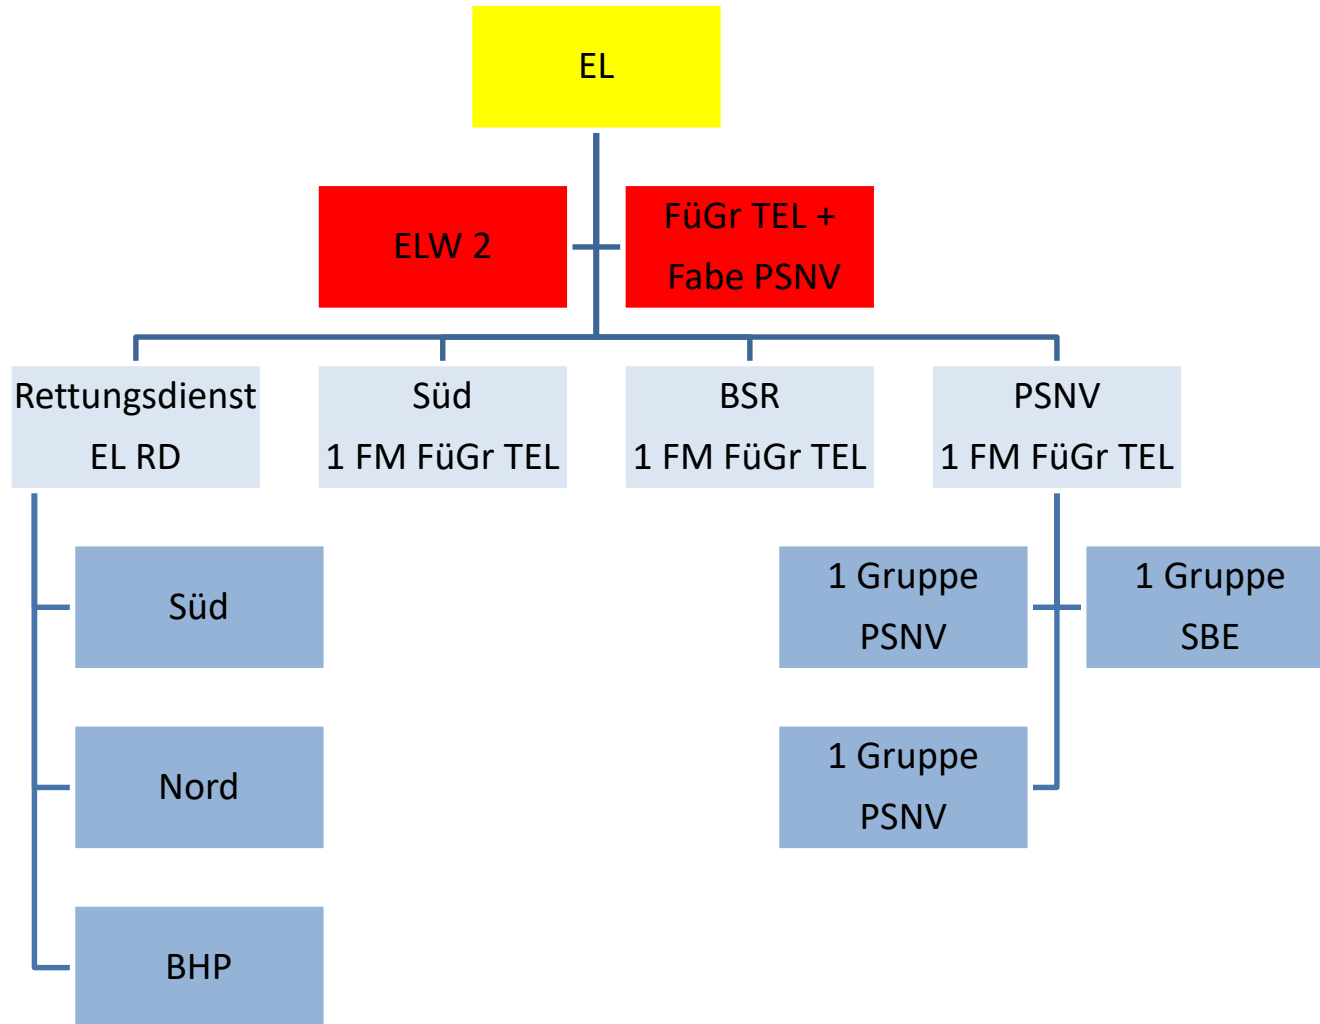 EL
ELW 2
FüGr TEL +
Fabe PSNV
Rettungsdienst
EL RD
Süd
1 FM FüGr TEL
BSR
1 FM FüGr TEL
PSNV
1 FM FüGr TEL
Süd
Nord
BHP
1 Gruppe
PSNV
1 Gruppe
SBE
1 Gruppe
PSNV